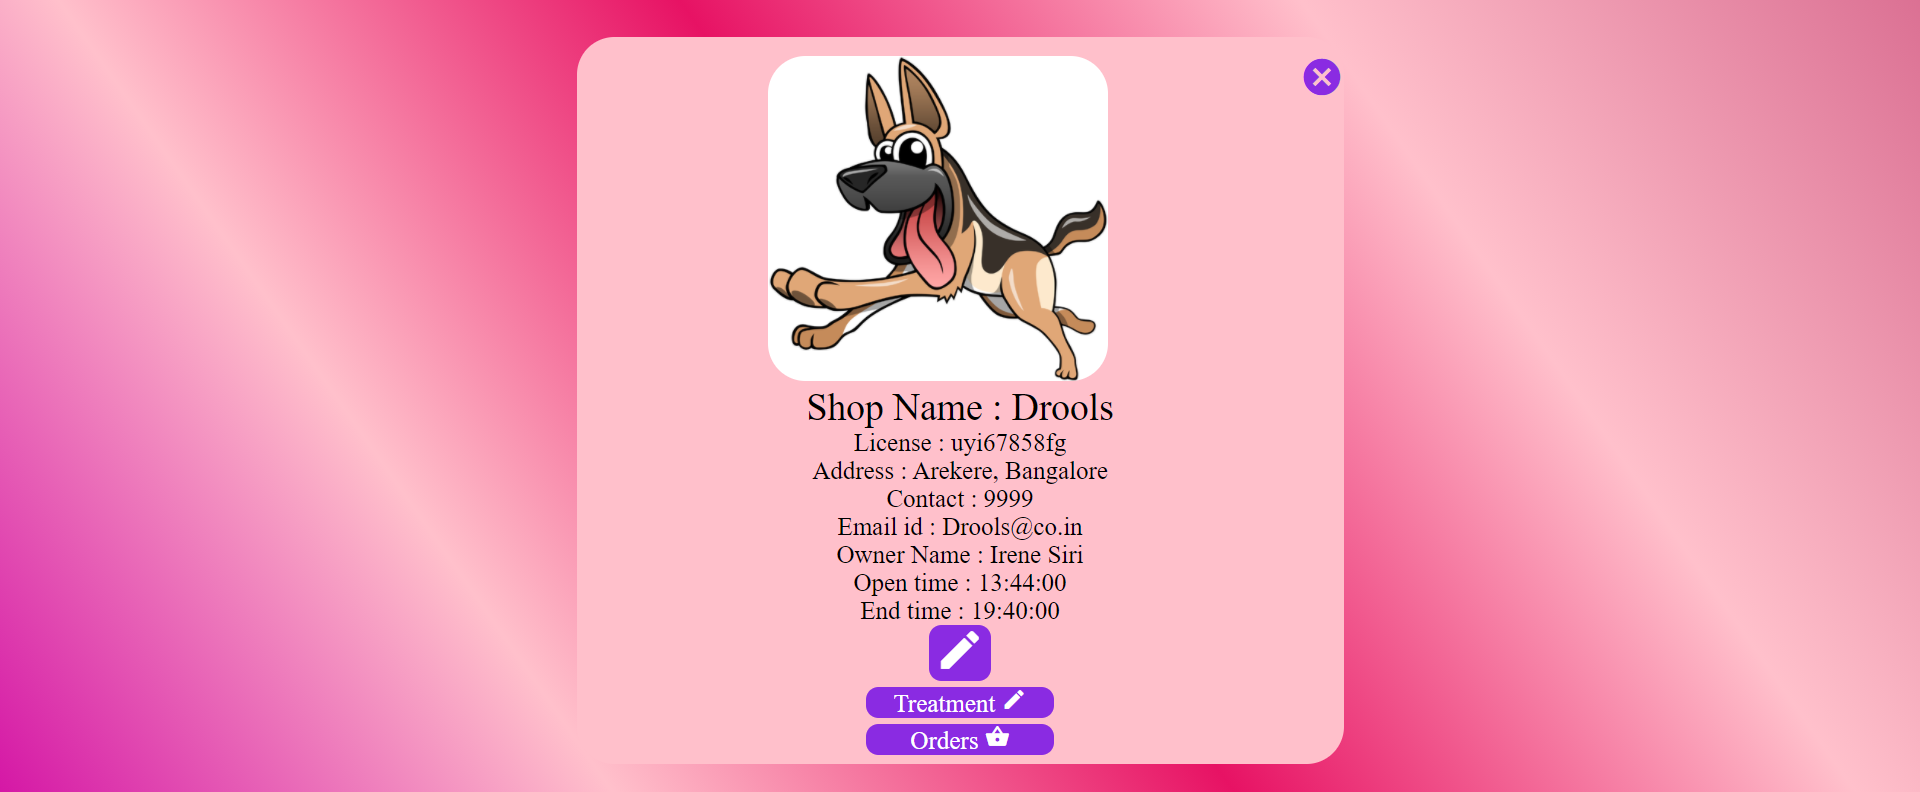 Shop Name : Drools
License : uyi67858fg
Address : Arekere, Bangalore
Contact : 9999
Email id : Drools@co.in
Owner Name : Irene Siri
Open time : 13:44:00
End time : 19:40:00
Treatment
Orders